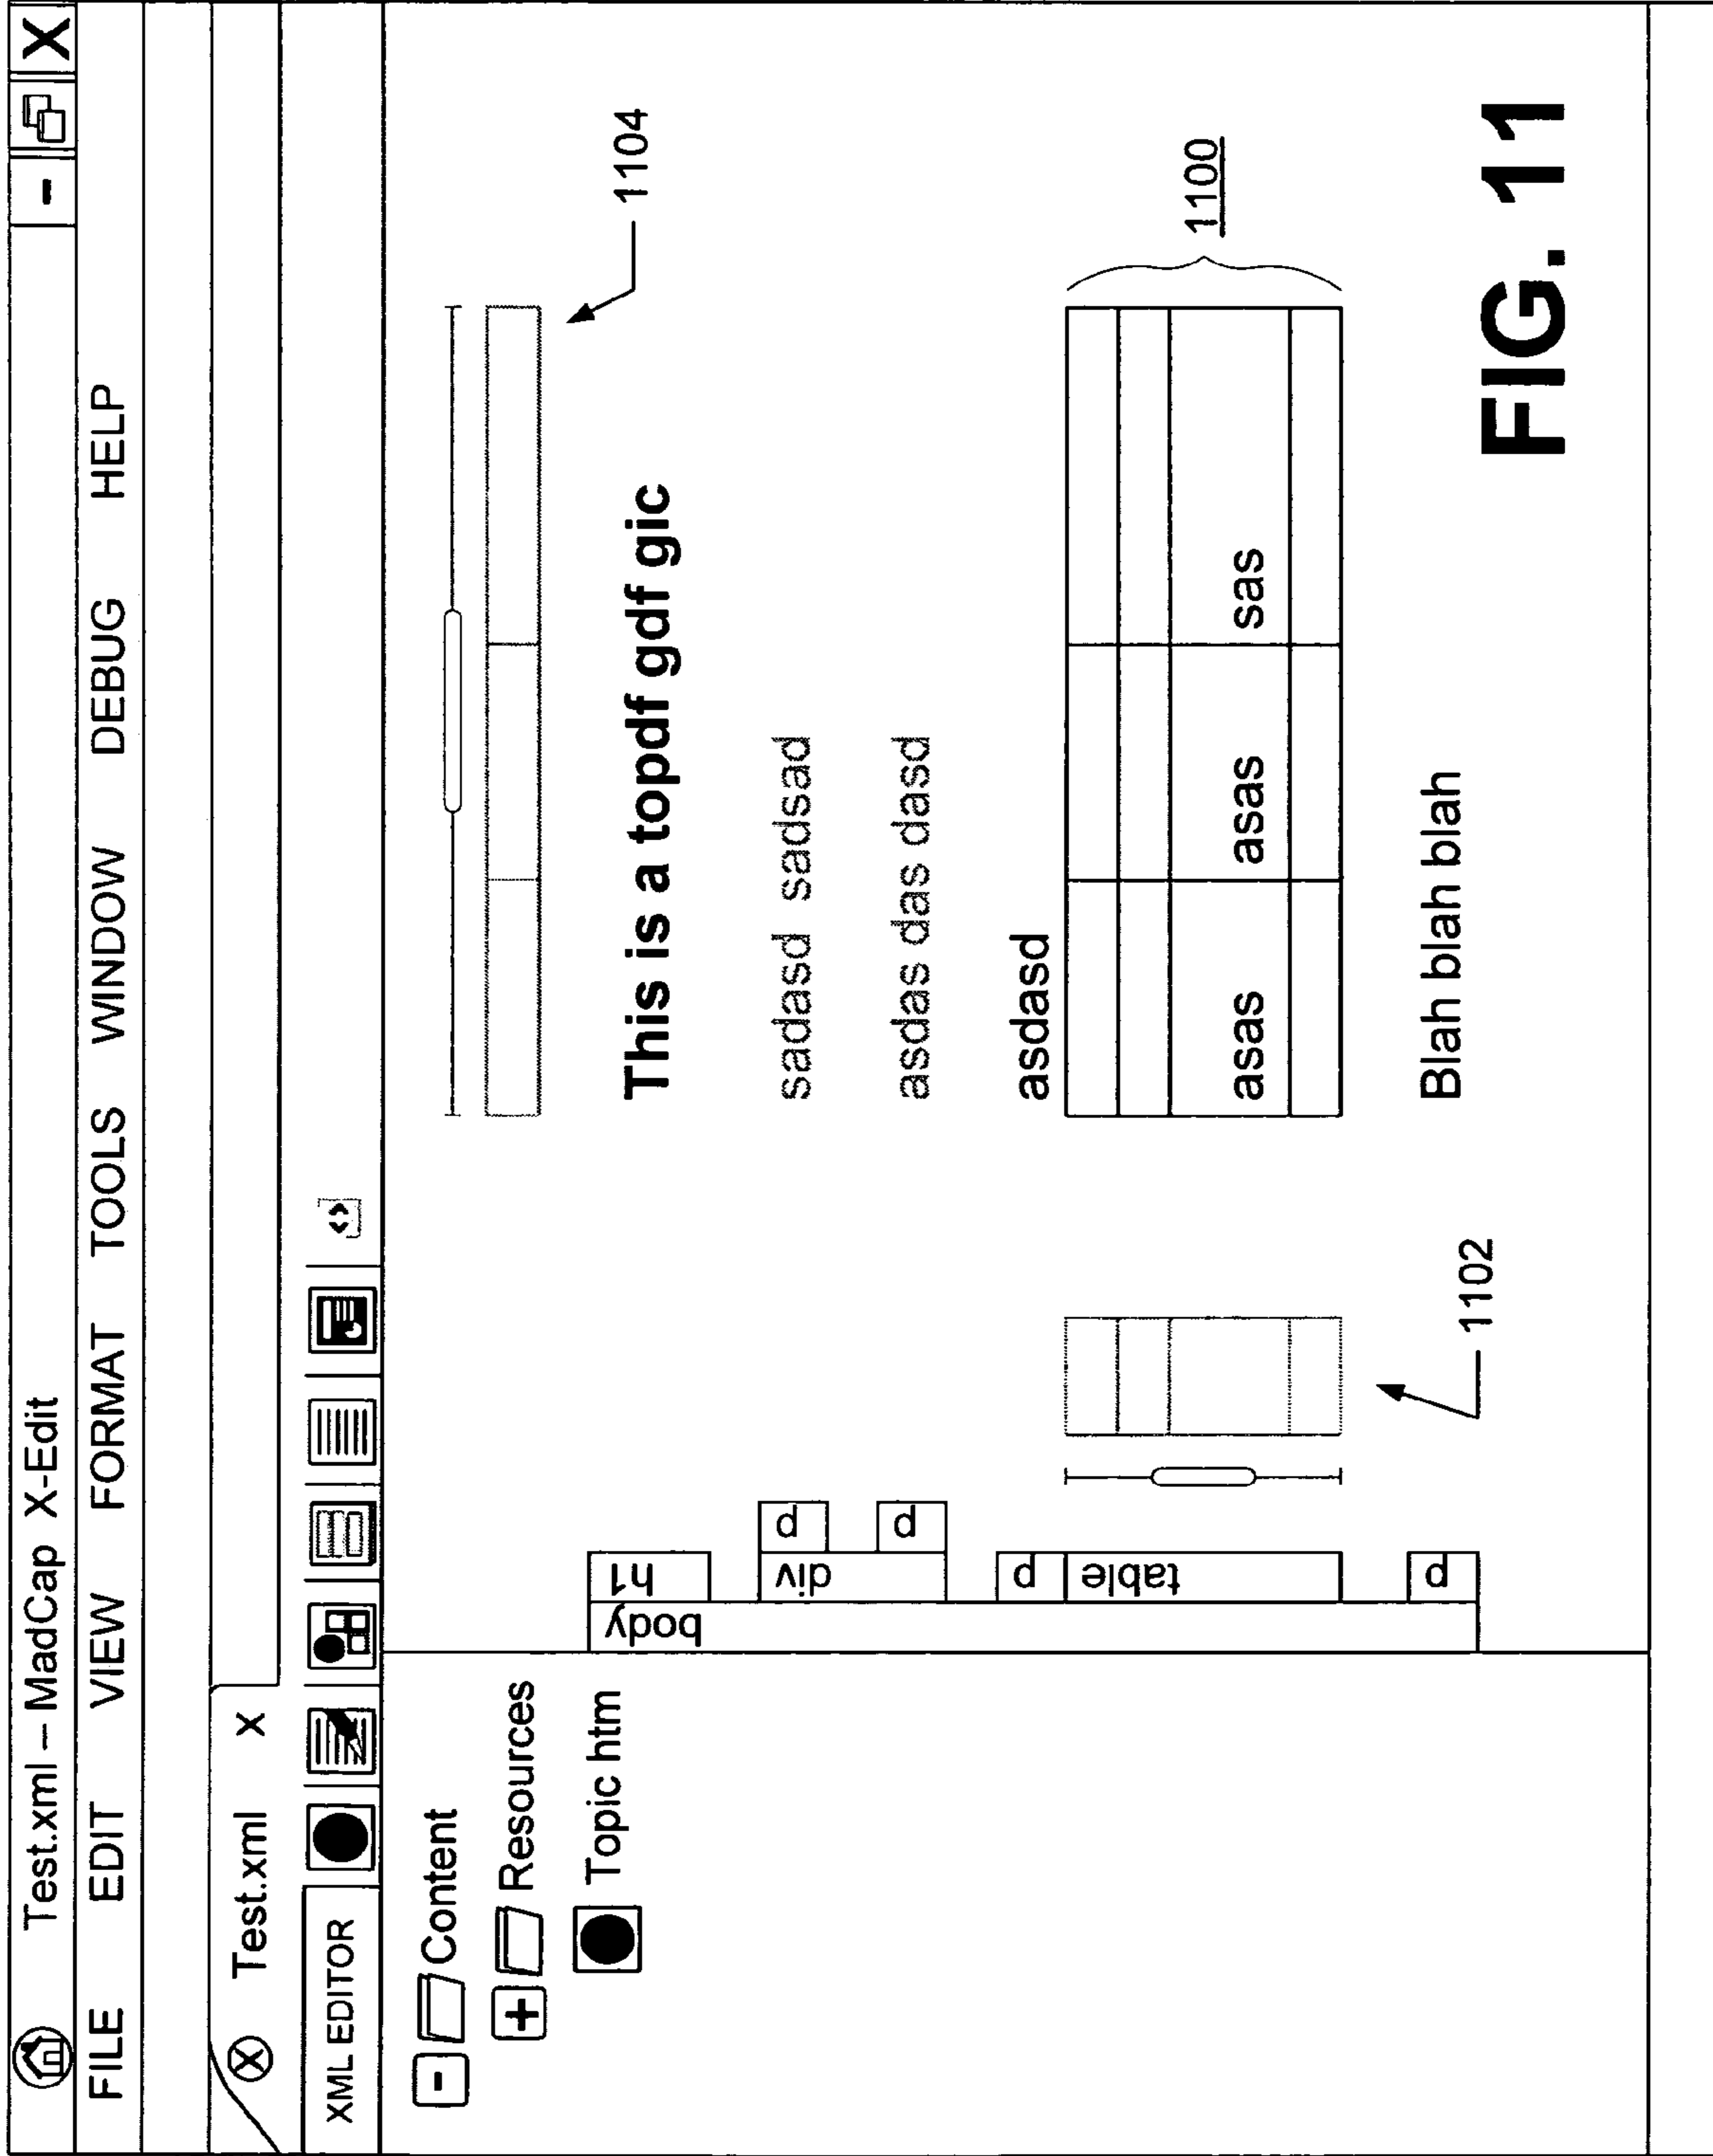 Test.xml – MadCap X-Edit - X
FILE EDIT VIEW FORMAT TOOLS WINDOW DEBUG HELP
X Test.xml X
XML EDITOR
- Content
+ Resources
Topic htm
body
h1
div
p
p
p
table
p
1104
This is a topdf gdf gic
sadasd sadsad
asdas das dasd
asdasd
asas asas sas
1100
Blah blah blah
1102
FIG. 11